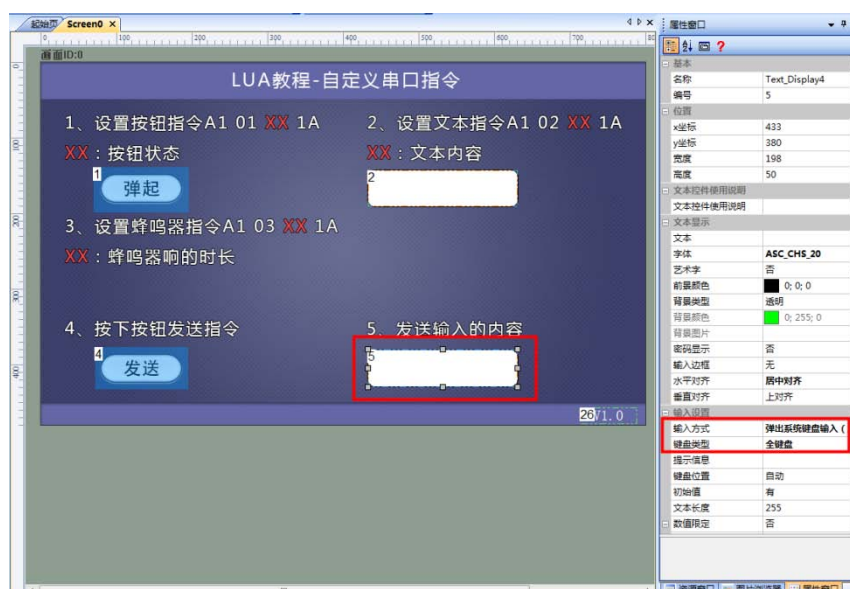 起始页 Screen0 ×
属性窗口
0 100 200 300 400 500 600 700
画面ID:0
LUA教程-自定义串口指令
1、设置按钮指令A1 01 XX 1A
2、设置文本指令A1 02 XX 1A
XX：按钮状态
XX：文本内容
1
弹起
2
3、设置蜂鸣器指令A1 03 XX 1A
XX：蜂鸣器响的时长
4、按下按钮发送指令
5、发送输入的内容
4
发送
5
26 V1.0
基本
名称 Text_Display4
编号 5
位置
x坐标 433
y坐标 380
宽度 198
高度 50
文本控件使用说明
文本控件使用说明
文本显示
文本
字体 ASC_CHS_20
艺术字 否
前景颜色 0; 0; 0
背景类型 透明
背景颜色 0; 255; 0
背景图片
密码显示 否
输入边框 无
水平对齐 居中对齐
垂直对齐 上对齐
输入设置
输入方式 弹出系统键盘输入 (
键盘类型 全键盘
提示信息
键盘位置 自动
初始值 有
文本长度 255
数值限定 否